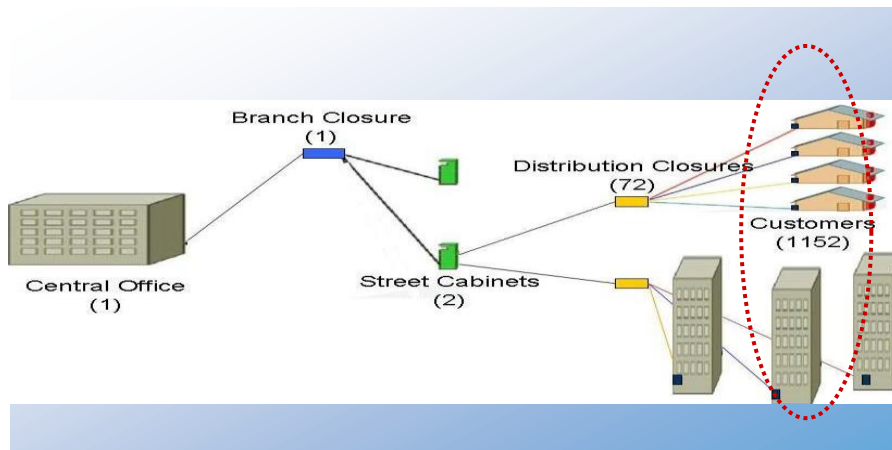 Branch Closure
(1)
Distribution Closures
(72)
Customers
(1152)
Central Office
(1)
Street Cabinets
(2)